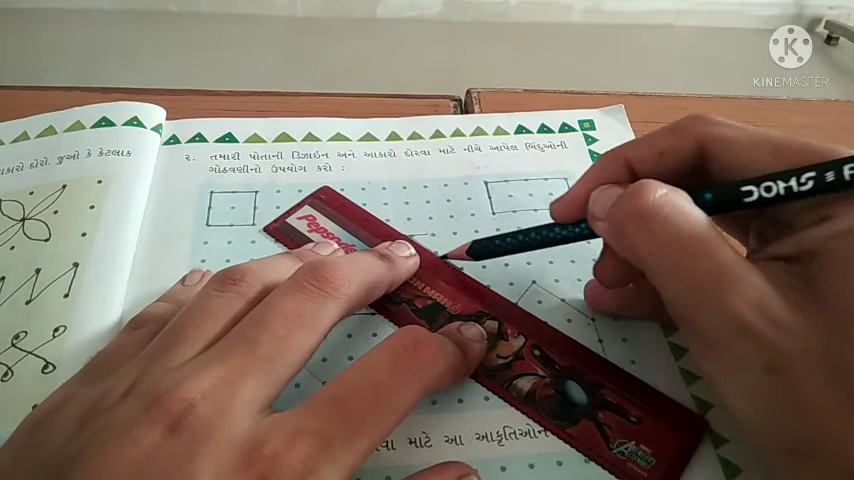 KINEMASTER
આકારો દોરો. જુઓ કે કેટલાક
૨. તમારી પોતાની ડિઝાઇન અને આકારો દોરવા માટે નીચે આપેલ બિંદુઓની
ગોઠવણીનો ઉપયોગ કરો :
DOMS
માટે આ આકૃતિઓન